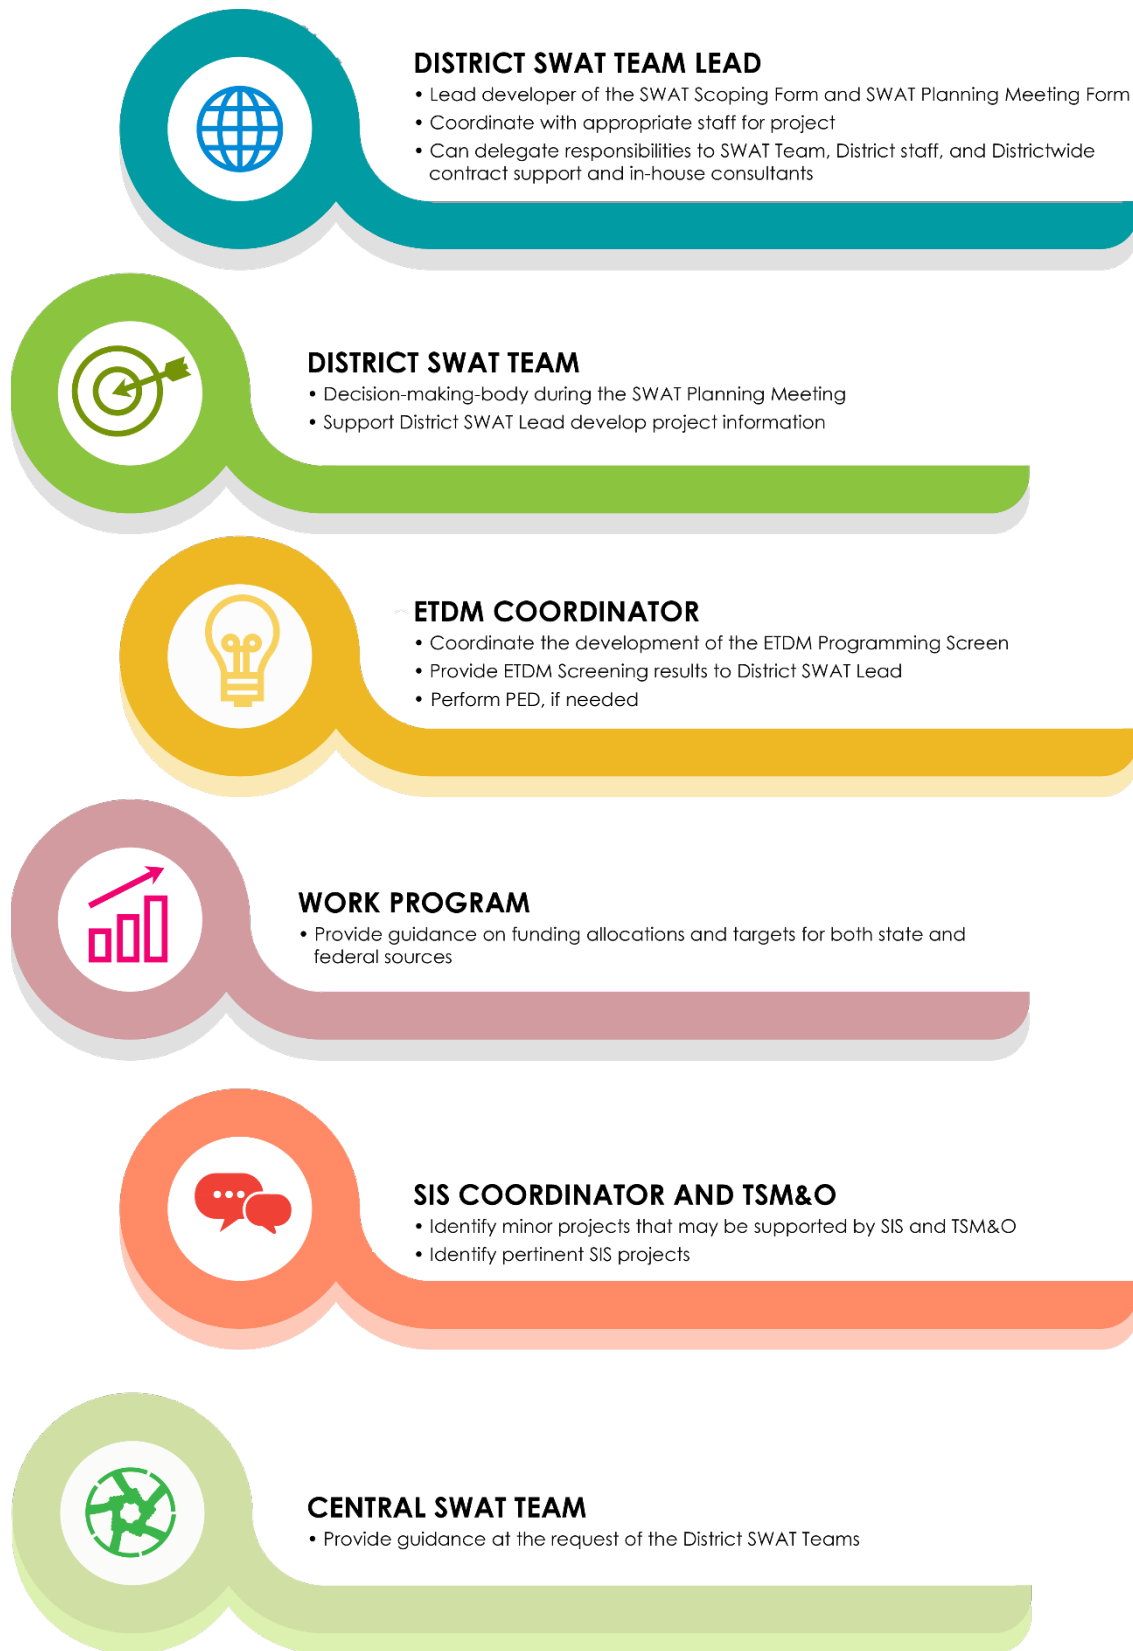 DISTRICT SWAT TEAM LEAD
• Lead developer of the SWAT Scoping Form and SWAT Planning Meeting Form
• Coordinate with appropriate staff for project
• Can delegate responsibilities to SWAT Team, District staff, and Districtwide
contract support and in-house consultants
DISTRICT SWAT TEAM
• Decision-making-body during the SWAT Planning Meeting
• Support District SWAT Lead develop project information
ETDM COORDINATOR
• Coordinate the development of the ETDM Programming Screen
• Provide ETDM Screening results to District SWAT Lead
• Perform PED, if needed
WORK PROGRAM
• Provide guidance on funding allocations and targets for both state and
federal sources
SIS COORDINATOR AND TSM&O
• Identify minor projects that may be supported by SIS and TSM&O
• Identify pertinent SIS projects
CENTRAL SWAT TEAM
• Provide guidance at the request of the District SWAT Teams